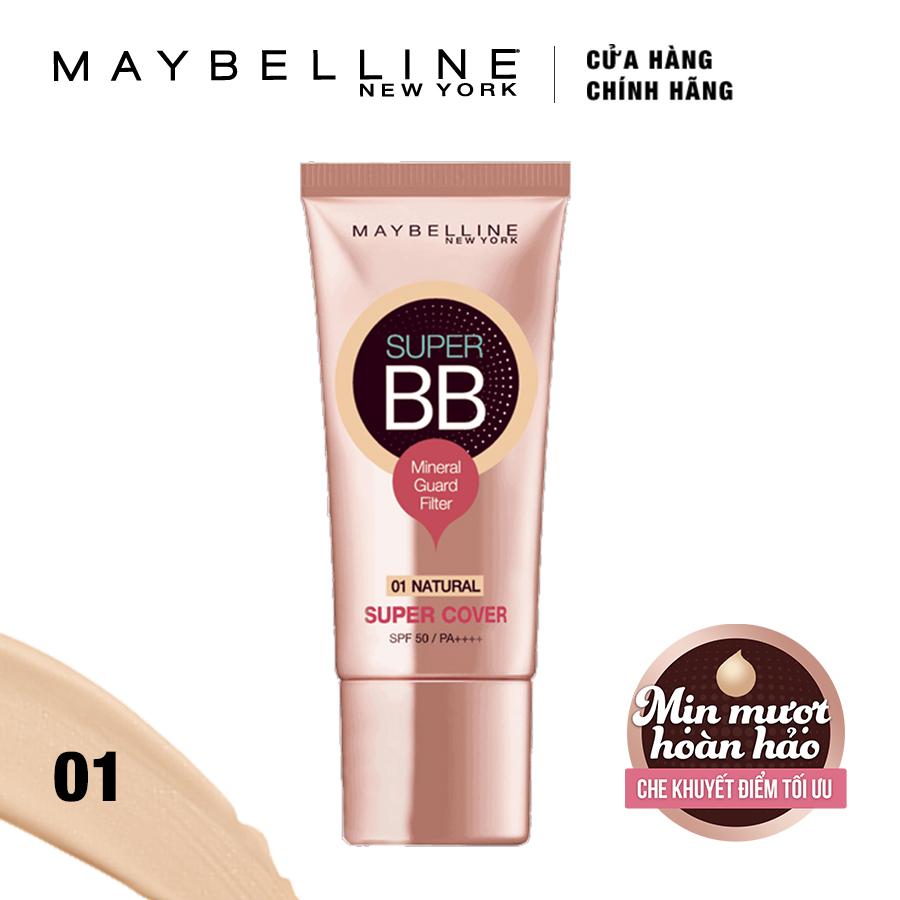 MAYBELLINE
NEW YORK
CỬA HÀNG
CHÍNH HÃNG
MAYBELLINE
NEW YORK
SUPER
BB
Mineral
Guard
Filter
01 NATURAL
SUPER COVER
SPF 50 / PA++++
01
Mịn mượt
hoàn hảo
CHE KHUYẾT ĐIỂM TỐI ƯU